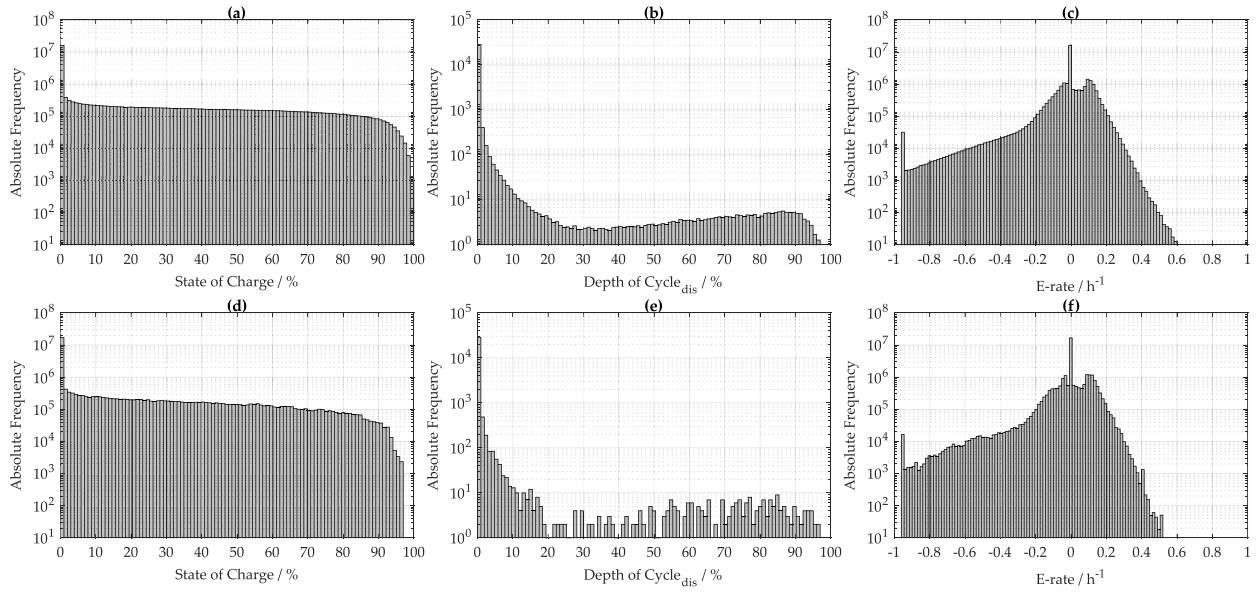 (a) (b) (c)
10^8 10^7 10^6 10^5 10^4 10^3 10^2 10^1
Absolute Frequency
0 10 20 30 40 50 60 70 80 90 100
State of Charge / %
10^5 10^4 10^3 10^2 10^1 10^0
Absolute Frequency
0 10 20 30 40 50 60 70 80 90 100
Depth of Cycle_dis / %
10^8 10^7 10^6 10^5 10^4 10^3 10^2 10^1
Absolute Frequency
-1 -0.8 -0.6 -0.4 -0.2 0 0.2 0.4 0.6 0.8 1
E-rate / h^-1
(d) (e) (f)
10^8 10^7 10^6 10^5 10^4 10^3 10^2 10^1
Absolute Frequency
0 10 20 30 40 50 60 70 80 90 100
State of Charge / %
10^5 10^4 10^3 10^2 10^1 10^0
Absolute Frequency
0 10 20 30 40 50 60 70 80 90 100
Depth of Cycle_dis / %
10^8 10^7 10^6 10^5 10^4 10^3 10^2 10^1
Absolute Frequency
-1 -0.8 -0.6 -0.4 -0.2 0 0.2 0.4 0.6 0.8 1
E-rate / h^-1